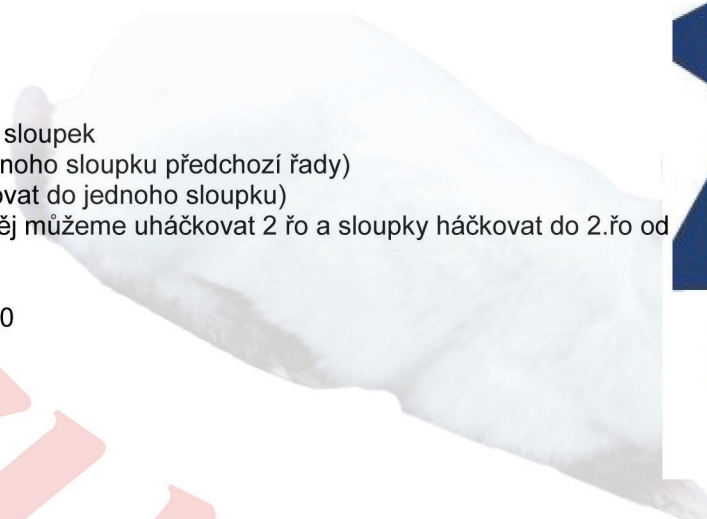 sloupek
noho sloupku předchozí řady)
ovat do jednoho sloupku)
ěj můžeme uháčkovat 2 řo a sloupky háčkovat do 2.řo od
0